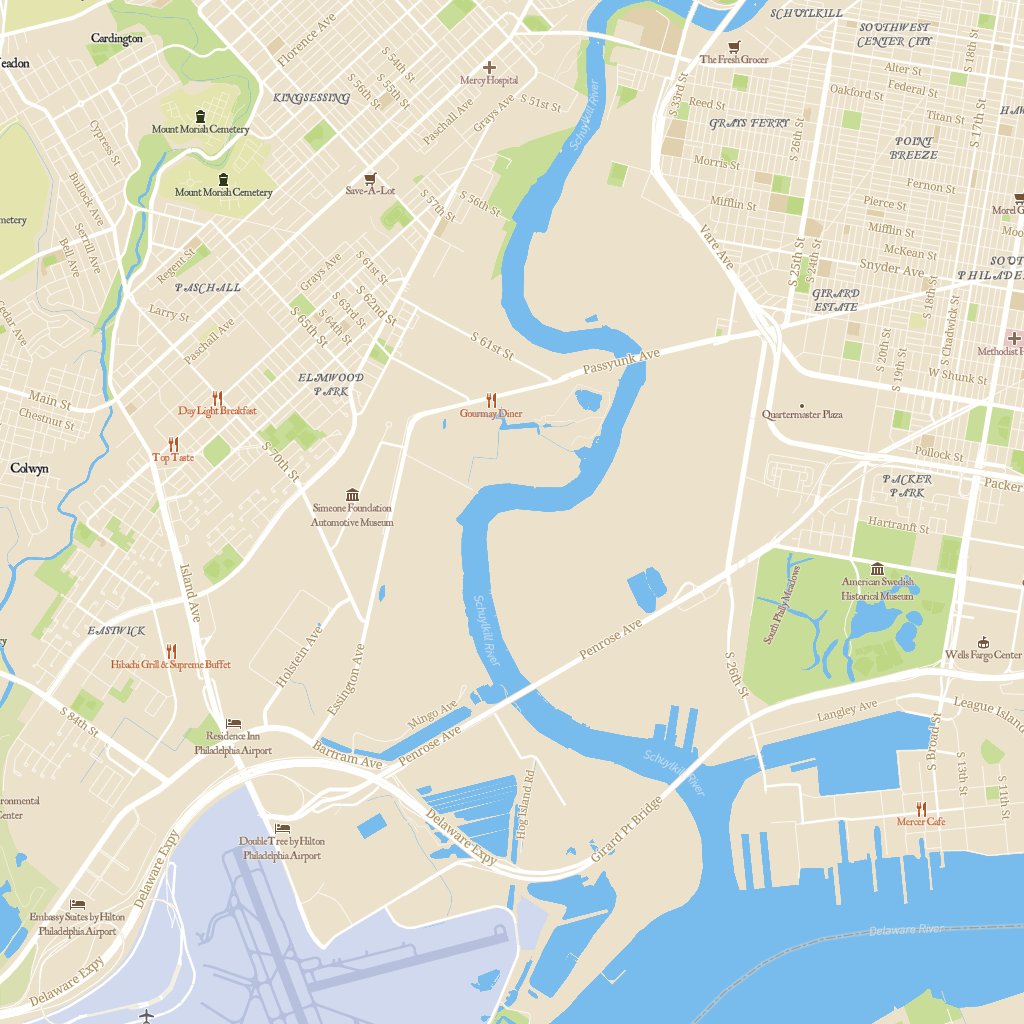 SCHUYLKILL
SOUTHWEST
CENTER CITY
S 18th St
Cardington
Florence Ave
S 54th St
The Fresh Grocer
Mercy Hospital
S 55th St
S 56th St
Alter St
Federal St
Oakford St
KINGSESSING
Paschall Ave
Grays Ave
S 51st St
S 33rd St
Reed St
Titan St
S 17th St
Schuylkill River
GRAYS FERRY
S 26th St
POINT
BREEZE
Mount Moriah Cemetery
Cypress St
Morris St
Mount Moriah Cemetery
Save-A-Lot
Fernon St
Bullock Ave
S 57th St
S 56th St
Mifflin St
Pierce St
Mifflin St
McKean St
Serrill Ave
Bell Ave
Vare Ave
S 25th St
S 24th St
Snyder Ave
Regent St
Grays Ave
S 61st St
PASCHALL
S 62nd St
S 63rd St
S 64th St
S 65th St
Larry St
GIRARD
ESTATE
S 18th St
S Chadwick St
Paschall Ave
S 61st St
Passyunk Ave
S 20th St
S 19th St
W Shunk St
ELMWOOD
PARK
Main St
Chestnut St
Day Light Breakfast
Gourmay Diner
Quartermaster Plaza
Top Taste
S 70th St
Pollock St
Colwyn
PACKER
PARK
Packer
Simeone Foundation
Automotive Museum
Hartranft St
Island Ave
South Philly Meadows
American Swedish
Historical Museum
Schuylkill River
EASTWICK
Penrose Ave
Hibachi Grill & Supreme Buffet
Holstein Ave
Essington Ave
S 26th St
Wells Fargo Center
S 84th St
Mingo Ave
Langley Ave
League Island
Residence Inn
Philadelphia Airport
Bartram Ave
Penrose Ave
S Broad St
Schuylkill River
S 13th St
S 11th St
Hog Island Rd
Mercer Cafe
Double Tree by Hilton
Philadelphia Airport
Delaware Expy
Girard Pt Bridge
Delaware Expy
Embassy Suites by Hilton
Philadelphia Airport
Delaware River
Delaware Expy